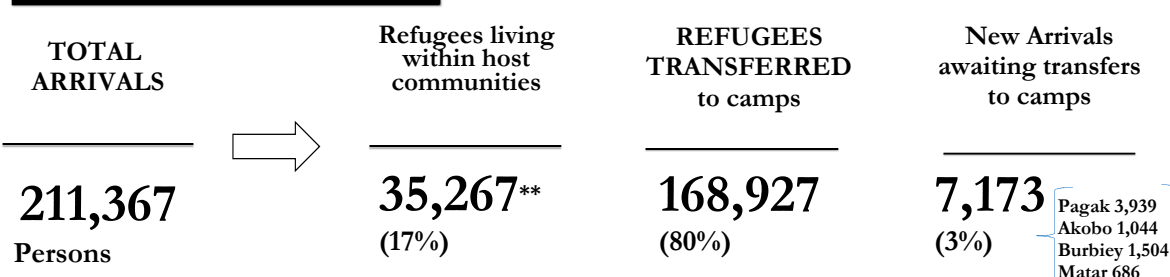 TOTAL
ARRIVALS
211,367
Persons
Refugees living
within host
communities
35,267**
(17%)
REFUGEES
TRANSFERRED
to camps
168,927
(80%)
New Arrivals
awaiting transfers
to camps
7,173
(3%)
Pagak 3,939
Akobo 1,044
Burbiey 1,504
Matar 686